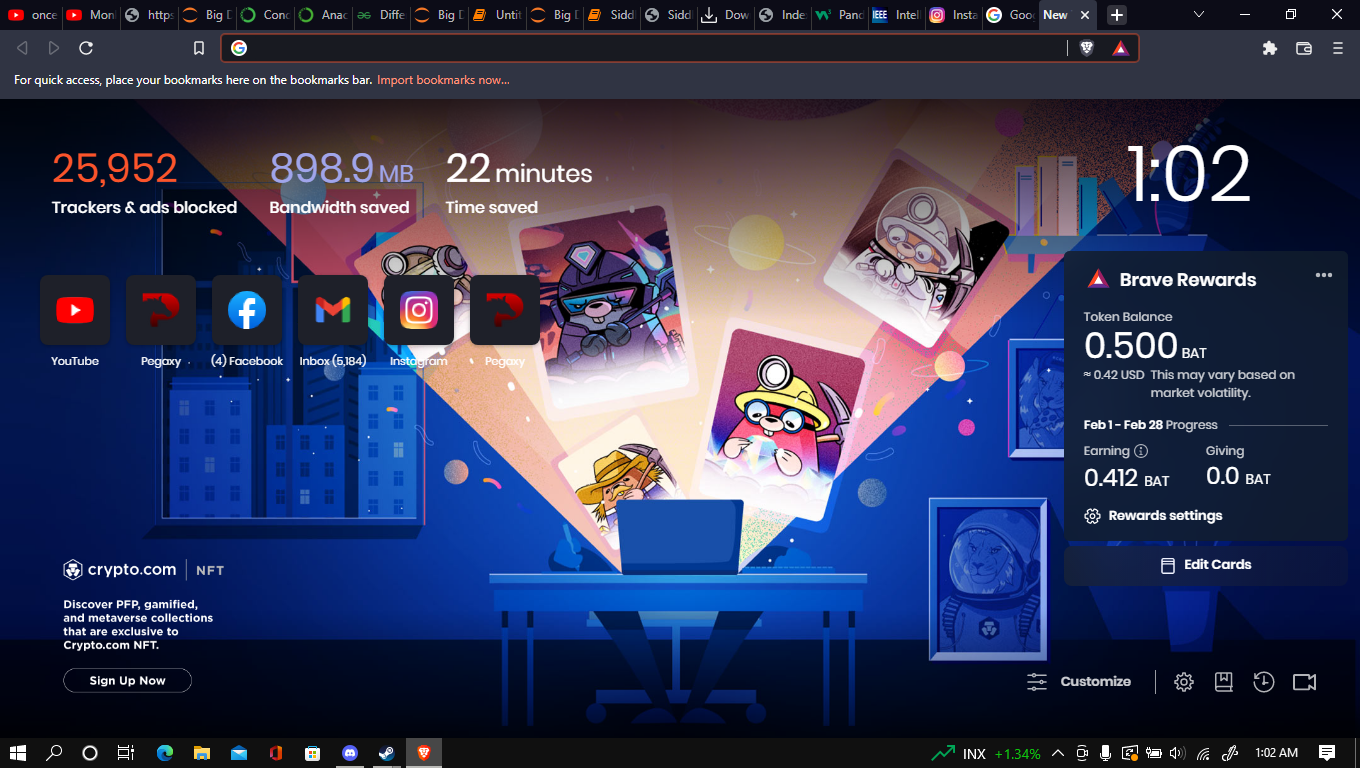 once
Mon
https
Big D
Conc
Anac
Diffe
Big D
Untit
Big D
Sidd
Sidd
Dow
Inde
Pand
IEEE Intell
Insta
Goog
New
For quick access, place your bookmarks here on the bookmarks bar. Import bookmarks now...
25,952
Trackers & ads blocked
898.9 MB
Bandwidth saved
22 minutes
Time saved
1:02
YouTube
Pegaxy
(4) Facebook
Inbox (5,184)
Instagram
Pegaxy
Brave Rewards
Token Balance
0.500 BAT
≈ 0.42 USD This may vary based on
market volatility.
Feb 1 - Feb 28 Progress
Earning
0.412 BAT
Giving
0.0 BAT
Rewards settings
Edit Cards
crypto.com | NFT
Discover PFP, gamified,
and metaverse collections
that are exclusive to
Crypto.com NFT.
Sign Up Now
Customize
INX +1.34%
1:02 AM